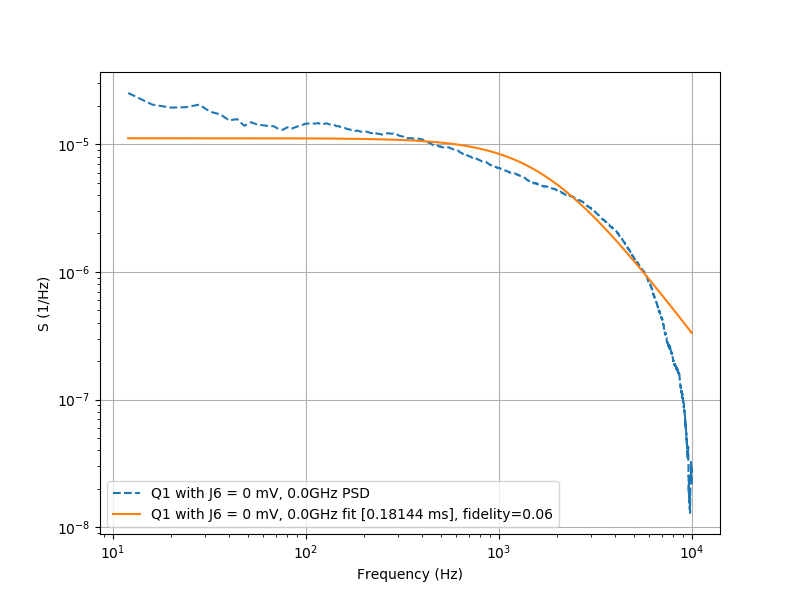 S (1/Hz)
10⁻⁵
10⁻⁶
10⁻⁷
10⁻⁸
Q1 with J6 = 0 mV, 0.0GHz PSD
Q1 with J6 = 0 mV, 0.0GHz fit [0.18144 ms], fidelity=0.06
10¹ 10² 10³ 10⁴
Frequency (Hz)